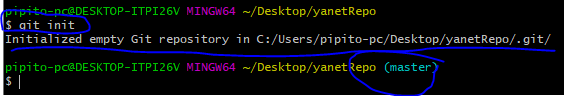 pipito-pc@DESKTOP-ITPI26V MINGW64 ~/Desktop/yanetRepo
$ git init
Initialized empty Git repository in C:/Users/pipito-pc/Desktop/yanetRepo/.git/
pipito-pc@DESKTOP-ITPI26V MINGW64 ~/Desktop/yanetRepo (master)
$